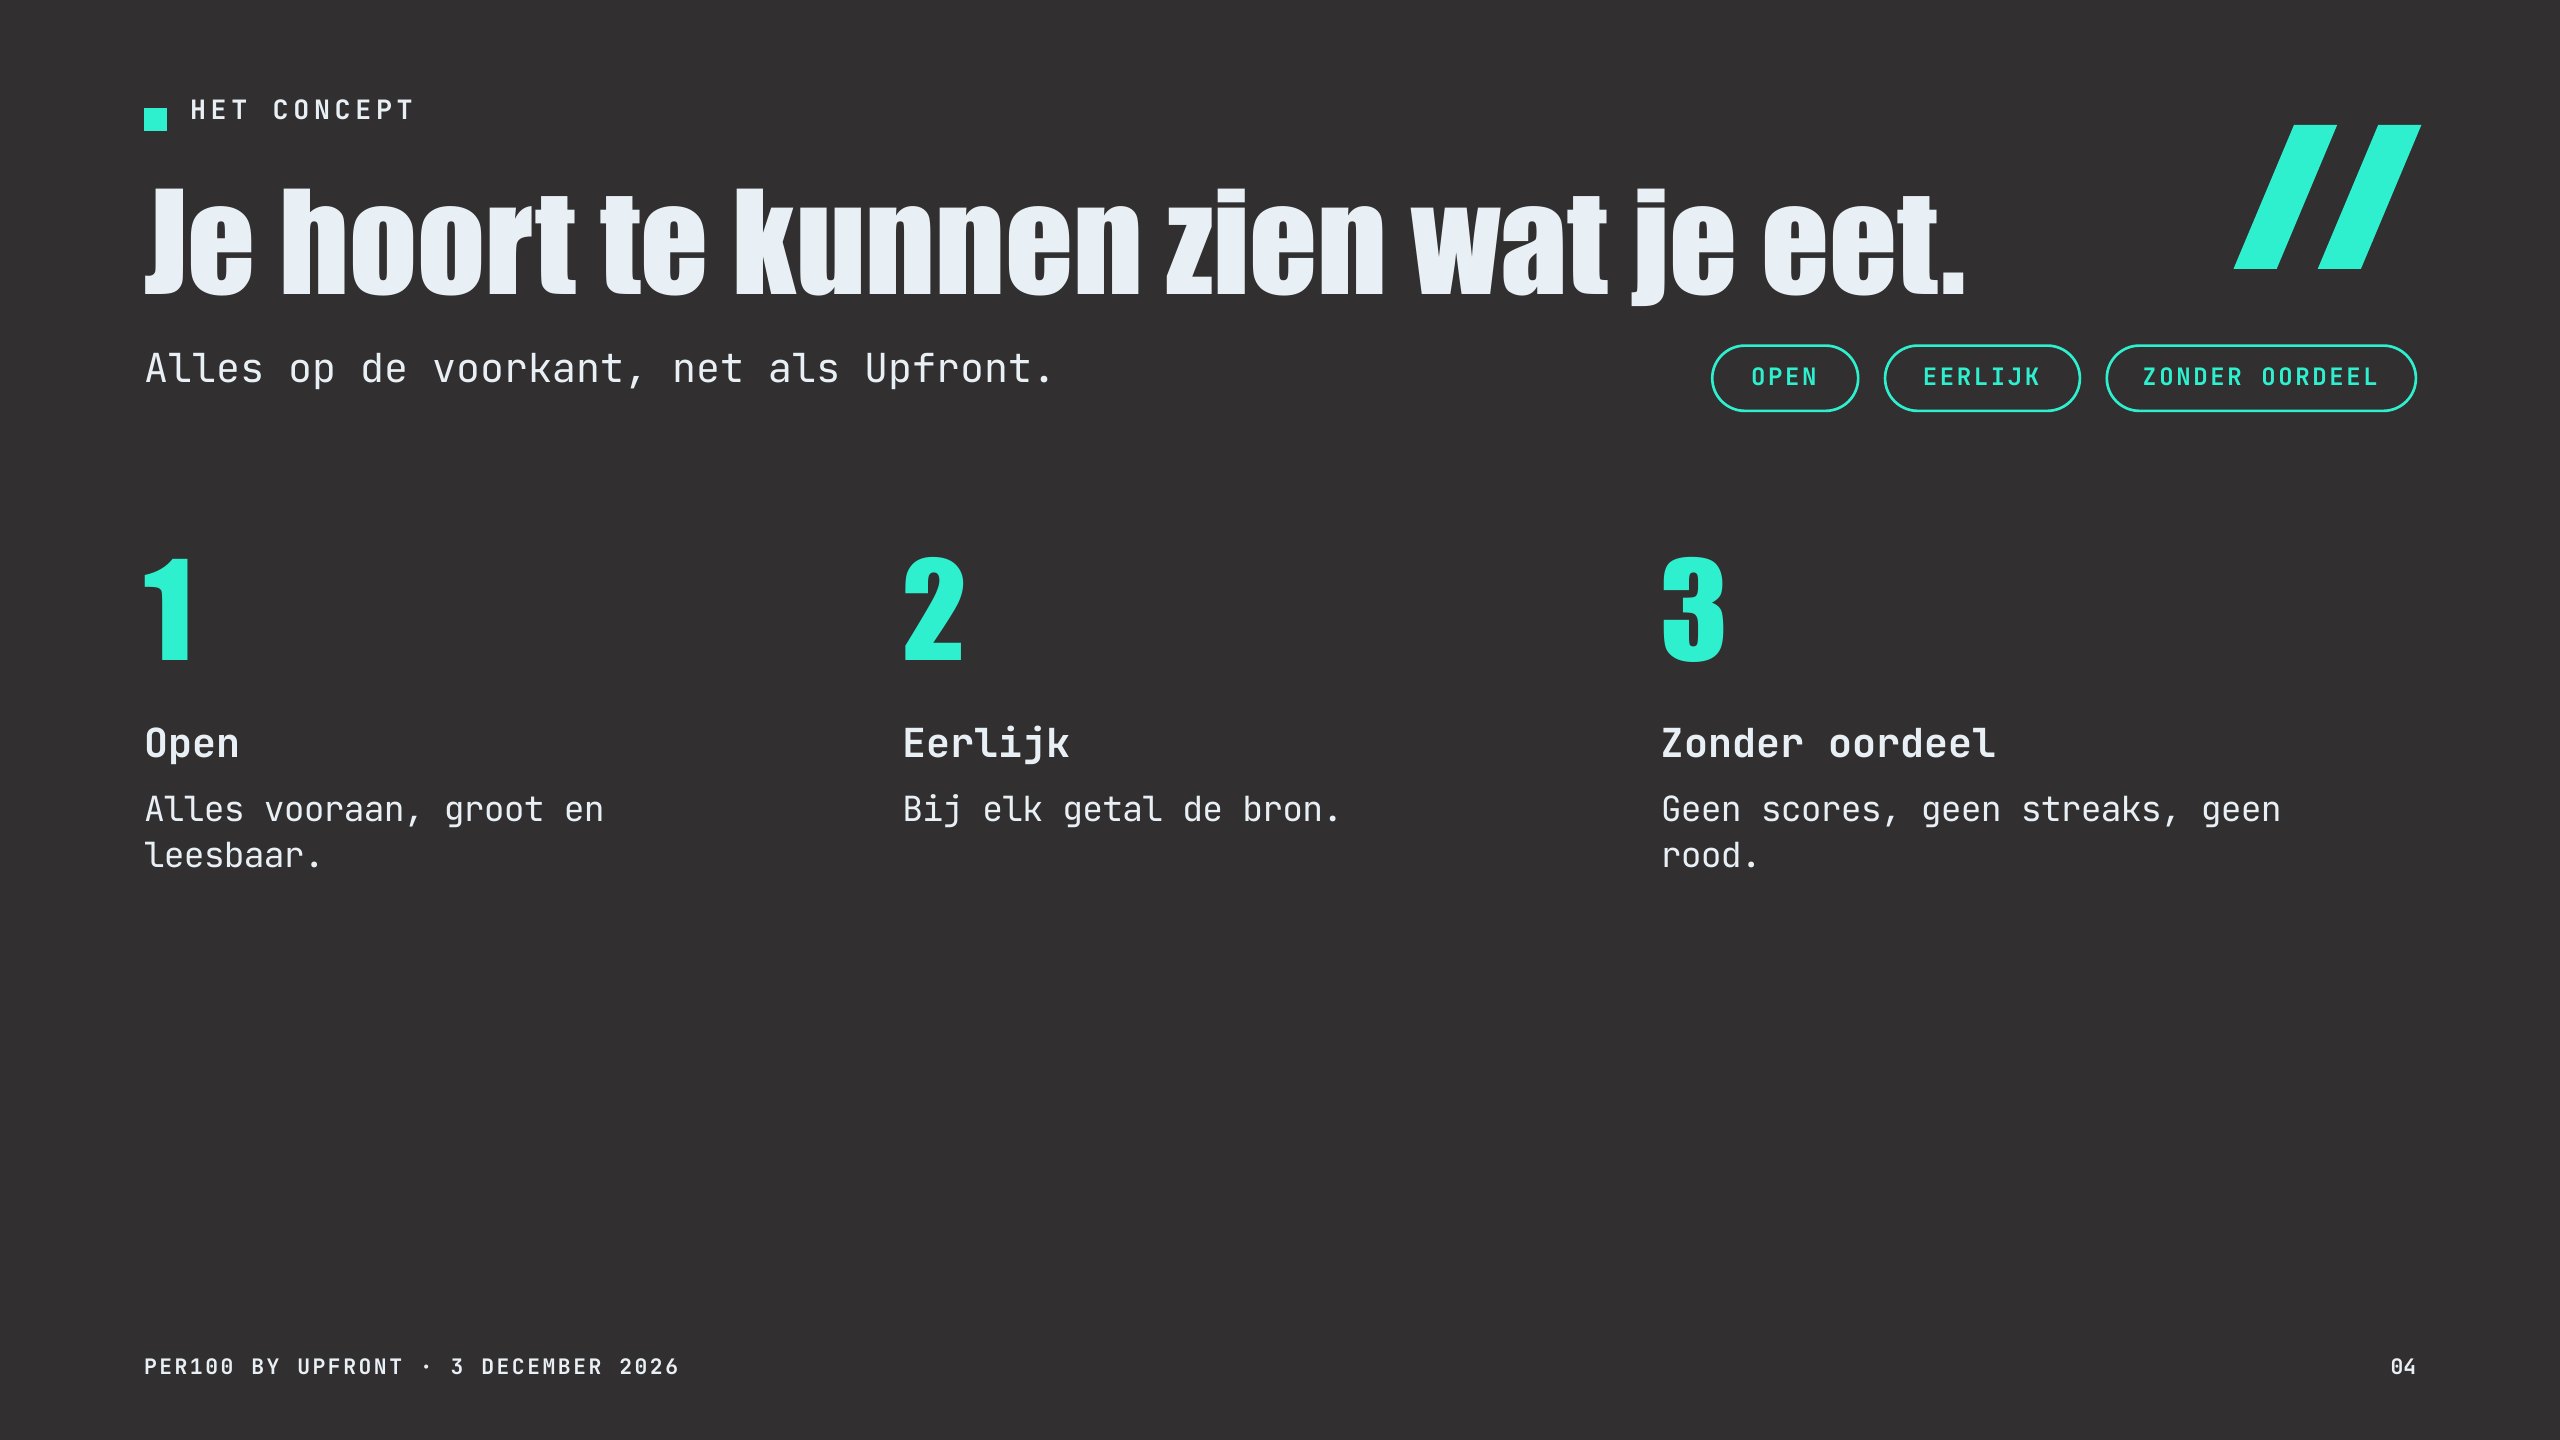 HET CONCEPT
Je hoort te kunnen zien wat je eet.
Alles op de voorkant, net als Upfront.
OPEN
EERLIJK
ZONDER OORDEEL
1
Open
Alles vooraan, groot en
leesbaar.
2
Eerlijk
Bij elk getal de bron.
3
Zonder oordeel
Geen scores, geen streaks, geen
rood.
PER100 BY UPFRONT · 3 DECEMBER 2026
04